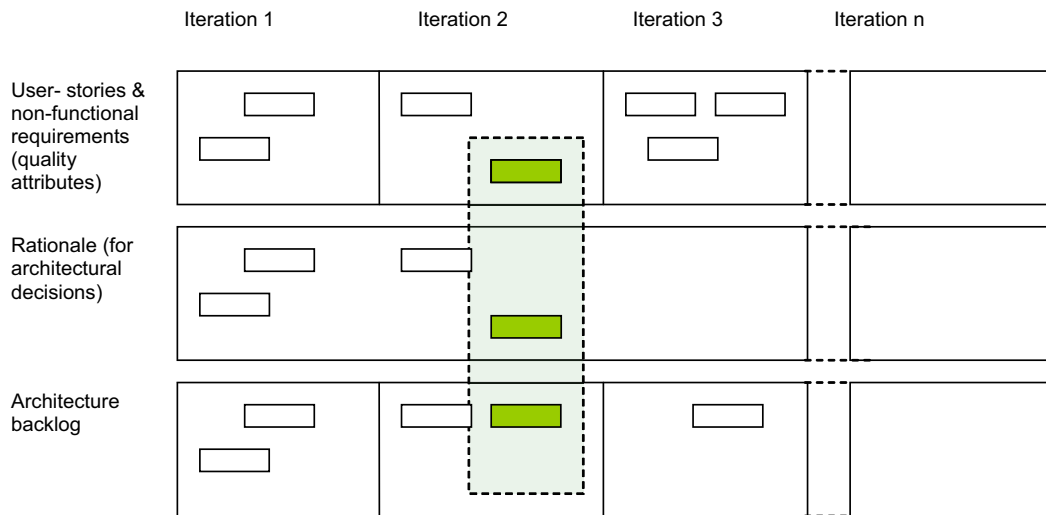 Iteration 1
Iteration 2
Iteration 3
Iteration n
User- stories &
non-functional
requirements
(quality
attributes)
Rationale (for
architectural
decisions)
Architecture
backlog